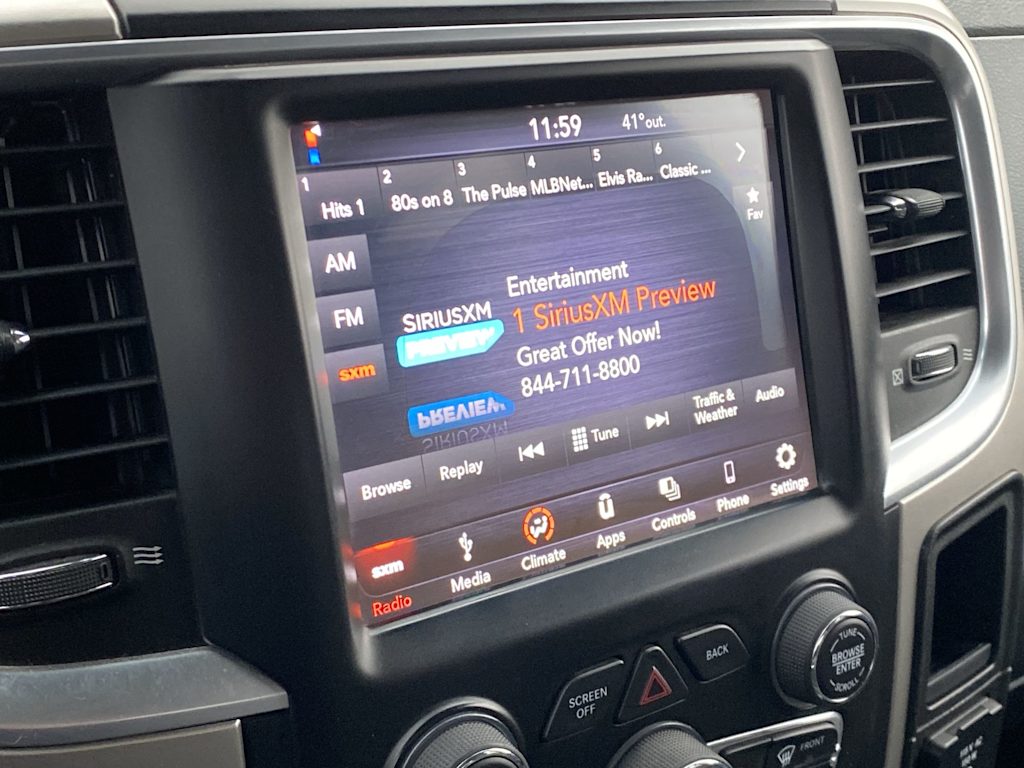 11:59
41°out.
1
Hits 1
2
80s on 8
3
The Pulse
4
MLBNet...
5
Elvis Ra...
6
Classic ...
Fav
AM
FM
sxm
SIRIUSXM
PREVIEW
Entertainment
1 SiriusXM Preview
Great Offer Now!
844-711-8800
PREVIEW
SIRIUSXM
Browse
Replay
Tune
Traffic &
Weather
Audio
sxm
Radio
Media
Climate
Apps
Controls
Phone
Settings
SCREEN
OFF
BACK
TUNE
BROWSE
ENTER
SCROLL
FRONT